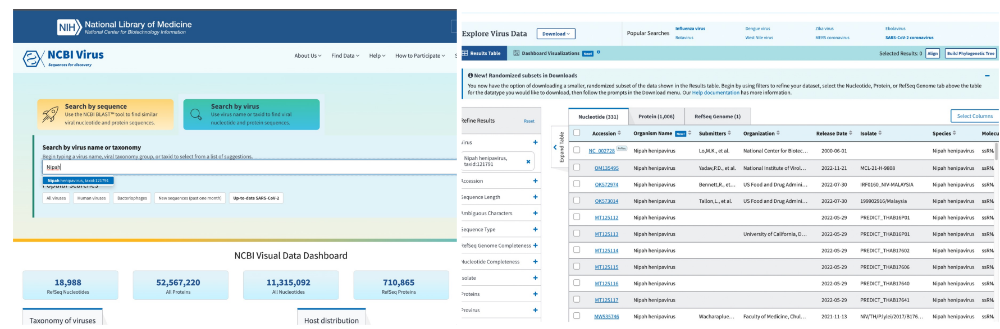 NIH National Library of Medicine
National Center for Biotechnology Information
NCBI Virus
Sequences for discovery
About Us
Find Data
Help
How to Participate
Search by sequence
Use the NCBI BLAST™ tool to find similar
viral nucleotide and protein sequences.
Search by virus
Use virus name or taxid to find viral
nucleotide and protein sequences.
Search by virus name or taxonomy
Begin typing a virus name, viral taxonomy group, or taxid to select from a list of suggestions.
Nipah
Nipah henipavirus, taxid:121791
Popular searches
All viruses
Human viruses
Bacteriophages
New sequences (past one month)
Up-to-date SARS-CoV-2
NCBI Visual Data Dashboard
18,988
RefSeq Nucleotides
52,567,220
All Proteins
11,315,092
All Nucleotides
710,865
RefSeq Proteins
Taxonomy of viruses
Host distribution
Explore Virus Data
Download
Popular Searches
Influenza virus Dengue virus Zika virus Ebolavirus
Rotavirus West Nile virus MERS coronavirus SARS-CoV-2 coronavirus
Results Table
Dashboard Visualizations New!
Selected Results: 0
Align
Build Phylogenetic Tree
New! Randomized subsets in Downloads
You now have the option of downloading a smaller, randomized subset of the data shown in the Results table. Begin by using filters to refine your dataset, select the Nucleotide, Protein, or RefSeq Genome tab above the table
for the datatype you would like to download, then follow the prompts in the Download menu. Our Help documentation has more information.
Refine Results
Reset
Virus
Nipah henipavirus,
taxid:121791
Accession
Sequence Length
Ambiguous Characters
Sequence Type
RefSeq Genome Completeness
Nucleotide Completeness
Isolate
Proteins
Provirus
Expand Table
Nucleotide (331)
Protein (1,006)
RefSeq Genome (1)
Select Columns
Accession Organism Name New! Submitters Organization Release Date Isolate Species Molecu
NC_002728 RefSeq Nipah henipavirus Lo,M.K., et al. National Center for Biotec... 2000-06-01 Nipah henipavirus ssRN
OM135495 Nipah henipavirus Yadav,P.D., et al. National Institute of Virol... 2022-11-21 MCL-21-H-9808 Nipah henipavirus ssRN
OK572974 Nipah henipavirus Bennett,R., et... US Food and Drug Admini... 2022-07-30 IRF0160_NIV-MALAYSIA Nipah henipavirus ssRN
OK573014 Nipah henipavirus Tallon,L., et al. US Food and Drug Admini... 2022-07-30 199902916/Malaysia Nipah henipavirus ssRN
MT125112 Nipah henipavirus 2022-05-29 PREDICT_THAB16P01 Nipah henipavirus ssRN
MT125113 Nipah henipavirus University of California, D... 2022-05-29 PREDICT_THAB16P01 Nipah henipavirus ssRN
MT125114 Nipah henipavirus 2022-05-29 PREDICT_THAB17602 Nipah henipavirus ssRN
MT125115 Nipah henipavirus 2022-05-29 PREDICT_THAB17606 Nipah henipavirus ssRN
MT125116 Nipah henipavirus 2022-05-29 PREDICT_THAB17640 Nipah henipavirus ssRN
MT125117 Nipah henipavirus 2022-05-29 PREDICT_THAB17641 Nipah henipavirus ssRN
MW535746 Nipah henipavirus Wacharaplue... Faculty of Medicine, Chul... 2021-11-13 NiV/TH/P.lylei/2017/B176... Nipah henipavirus ssRN